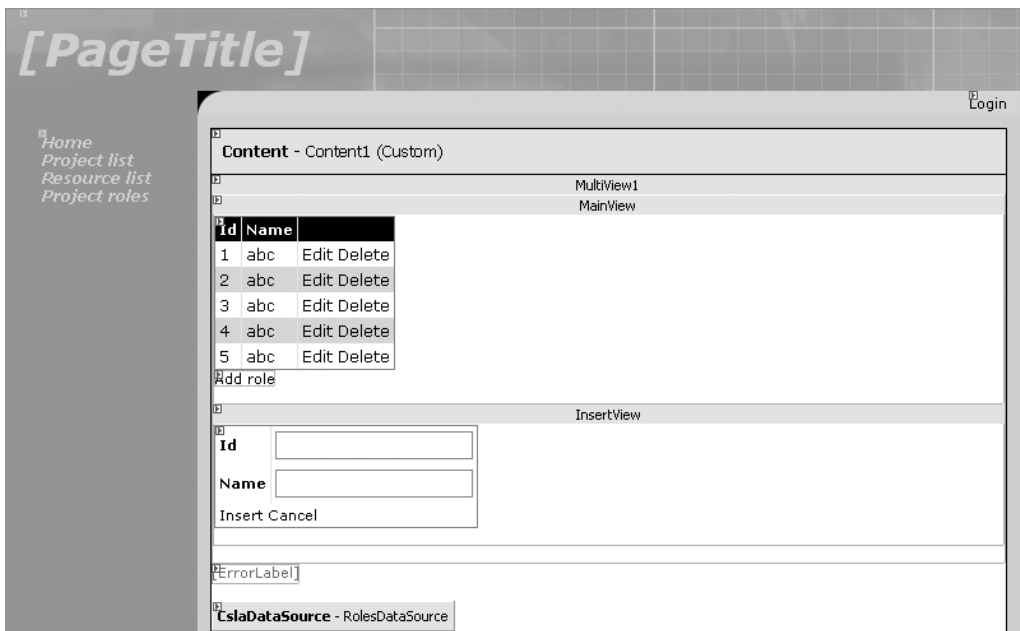 [PageTitle]
Login
Home
Project list
Resource list
Project roles
Content - Content1 (Custom)
MultiView1
MainView
Id Name
1 abc Edit Delete
2 abc Edit Delete
3 abc Edit Delete
4 abc Edit Delete
5 abc Edit Delete
Add role
InsertView
Id
Name
Insert Cancel
[ErrorLabel]
CslaDataSource - RolesDataSource